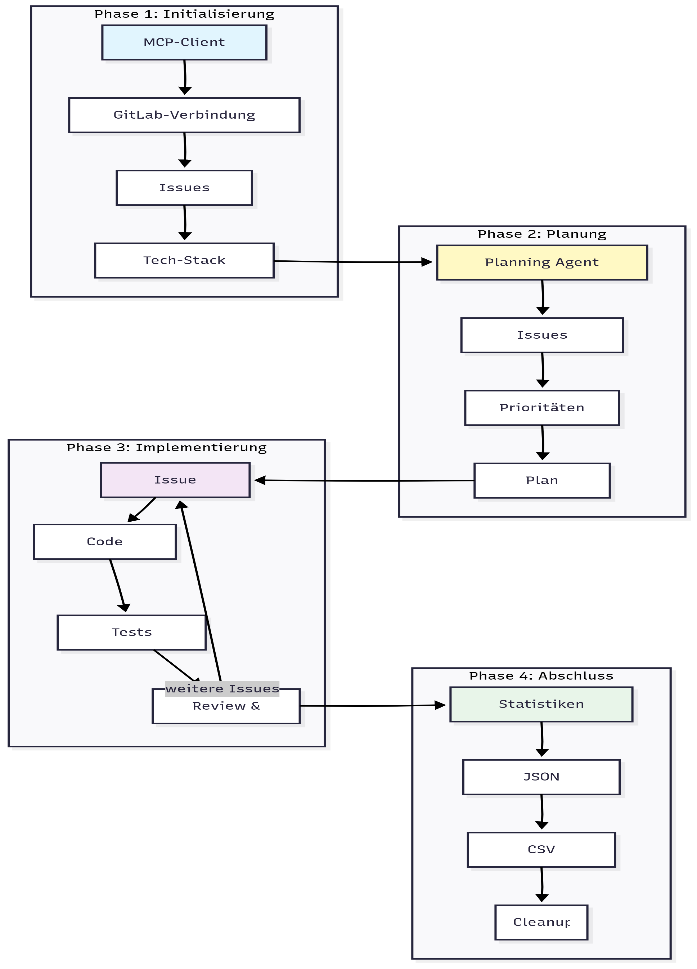 Phase 1: Initialisierung
MCP-Client
GitLab-Verbindung
Issues
Tech-Stack
Phase 2: Planung
Planning Agent
Issues
Prioritäten
Plan
Phase 3: Implementierung
Issue
Code
Tests
weitere Issues
Review &
Phase 4: Abschluss
Statistiken
JSON
CSV
Cleanup